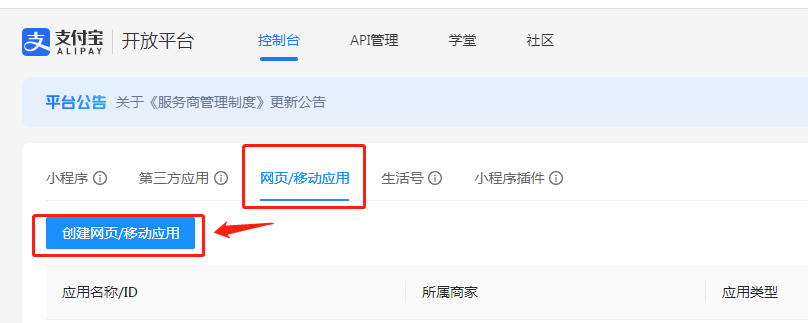 支付宝 开放平台 控制台 API管理 学堂 社区
ALIPAY
平台公告 关于《服务商管理制度》更新公告
小程序 第三方应用 网页/移动应用 生活号 小程序插件
创建网页/移动应用
应用名称/ID 所属商家 应用类型